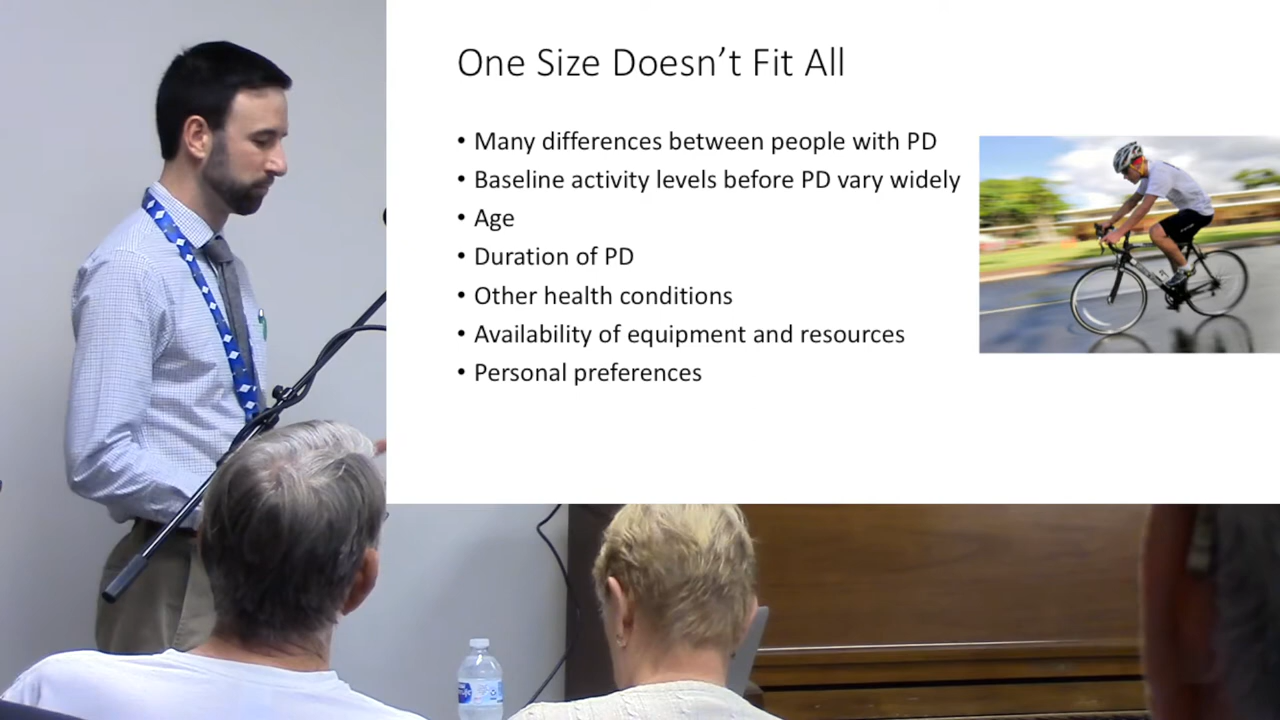 One Size Doesn't Fit All
• Many differences between people with PD
• Baseline activity levels before PD vary widely
• Age
• Duration of PD
• Other health conditions
• Availability of equipment and resources
• Personal preferences